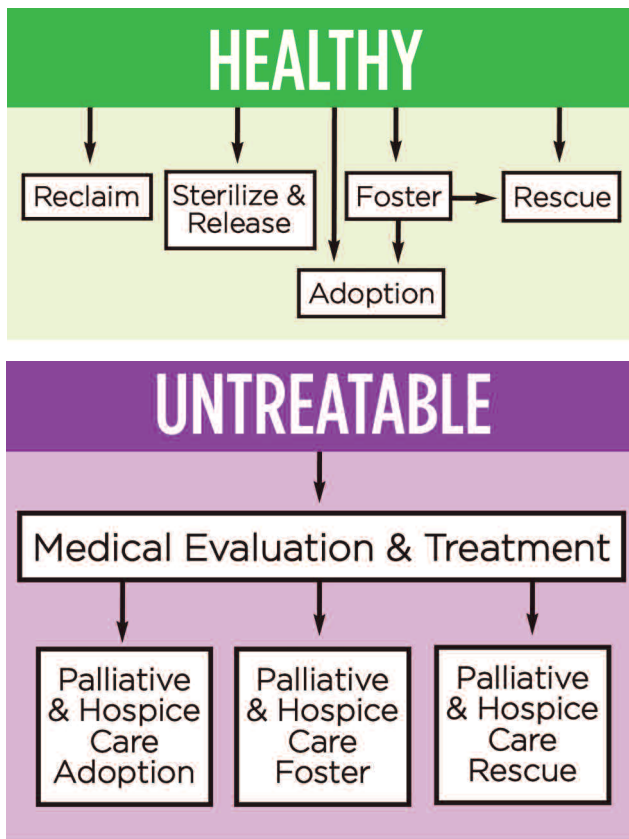 HEALTHY
Reclaim
Sterilize &
Release
Foster
Rescue
Adoption
UNTREATABLE
Medical Evaluation & Treatment
Palliative
& Hospice
Care
Adoption
Palliative
& Hospice
Care
Foster
Palliative
& Hospice
Care
Rescue